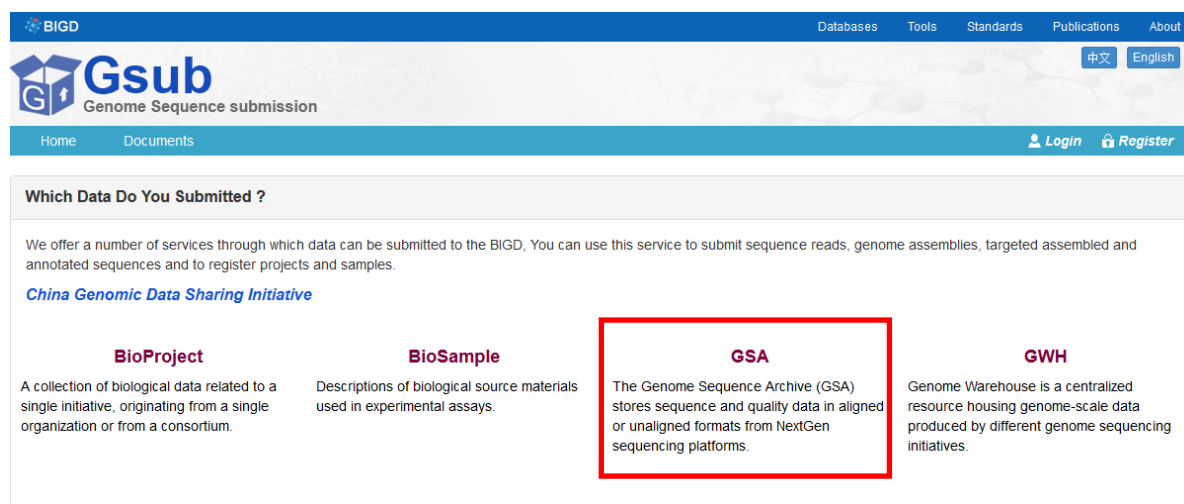 BIGD
Databases Tools Standards Publications About
中文 English
G
Gsub
Genome Sequence submission
Home Documents Login Register
Which Data Do You Submitted ?
We offer a number of services through which data can be submitted to the BIGD, You can use this service to submit sequence reads, genome assemblies, targeted assembled and
annotated sequences and to register projects and samples.
China Genomic Data Sharing Initiative
BioProject
A collection of biological data related to a
single initiative, originating from a single
organization or from a consortium.
BioSample
Descriptions of biological source materials
used in experimental assays.
GSA
The Genome Sequence Archive (GSA)
stores sequence and quality data in aligned
or unaligned formats from NextGen
sequencing platforms.
GWH
Genome Warehouse is a centralized
resource housing genome-scale data
produced by different genome sequencing
initiatives.